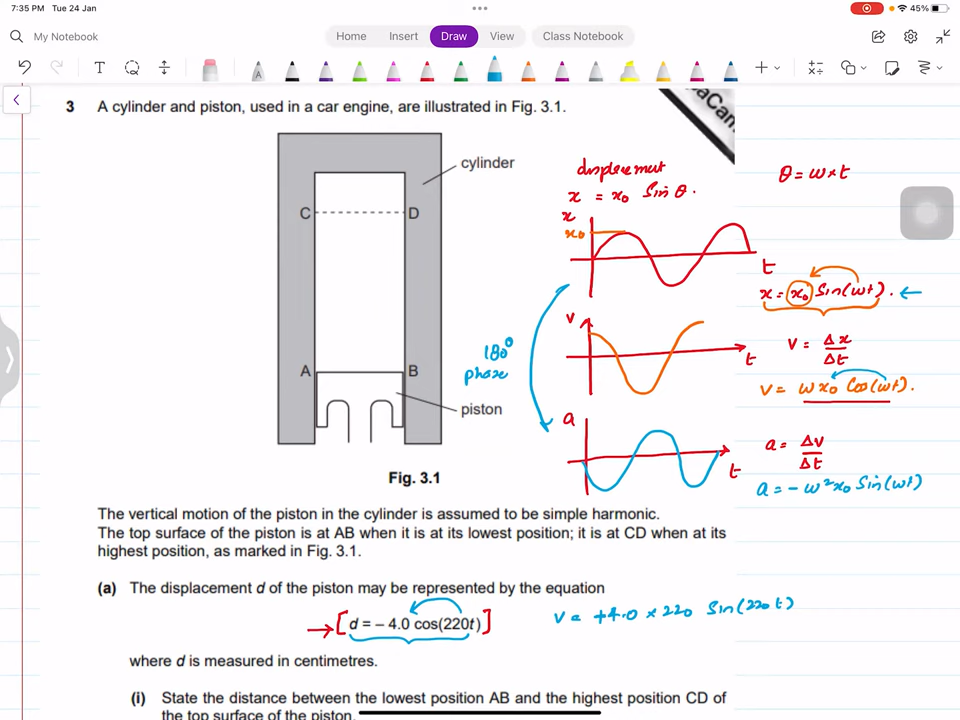 7:35 PM Tue 24 Jan
45%
My Notebook
Home Insert Draw View Class Notebook
3 A cylinder and piston, used in a car engine, are illustrated in Fig. 3.1.
aCam
cylinder
C D
A B
piston
Fig. 3.1
displacement
x = x₀ Sin θ.
x
x₀
t
θ = ω×t
x = x₀ Sin(ωt).
v
t
180°
phase
v = Δx/Δt
v = ωx₀ Cos(ωt).
a
t
a = Δv/Δt
a = -ω²x₀ Sin(ωt)
The vertical motion of the piston in the cylinder is assumed to be simple harmonic.
The top surface of the piston is at AB when it is at its lowest position; it is at CD when at its
highest position, as marked in Fig. 3.1.
(a) The displacement d of the piston may be represented by the equation
[d = – 4.0 cos(220t)]
v = +4.0 × 220 Sin(220t)
where d is measured in centimetres.
(i) State the distance between the lowest position AB and the highest position CD of
the top surface of the piston.